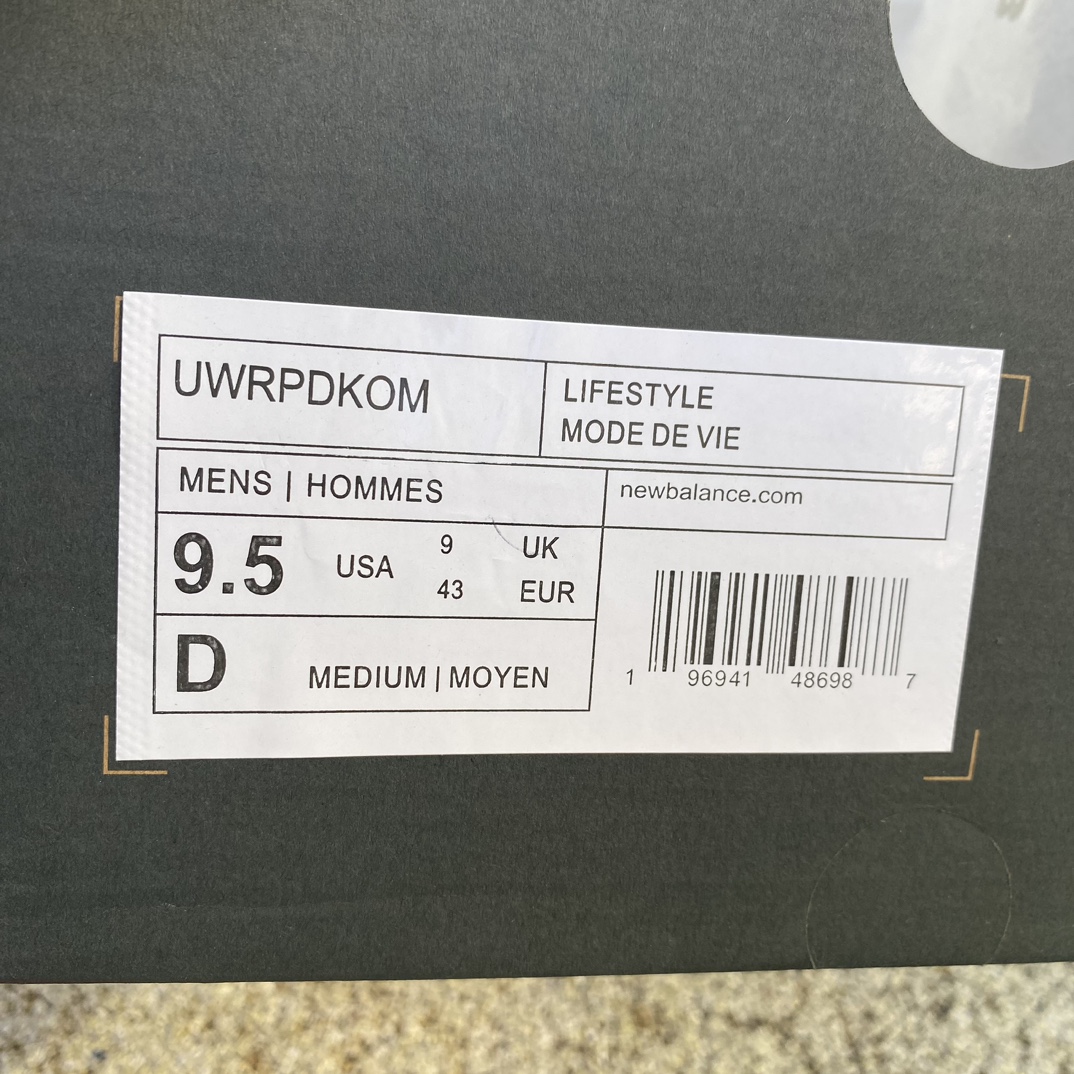 UWRPDKOM
LIFESTYLE
MODE DE VIE
MENS | HOMMES
newbalance.com
9.5 USA 9 UK
43 EUR
D MEDIUM | MOYEN
1 96941 48698 7